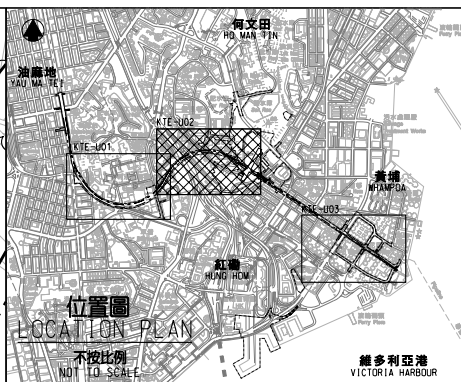 何文田
HO MAN TIN
油麻地
YAU MA TEI
KTE-U02
KTE-U01
黃埔
WHAMPOA
KTE-U03
紅磡
HUNG HOM
位置圖
LOCATION PLAN
不按比例
NOT TO SCALE
維多利亞港
VICTORIA HARBOUR